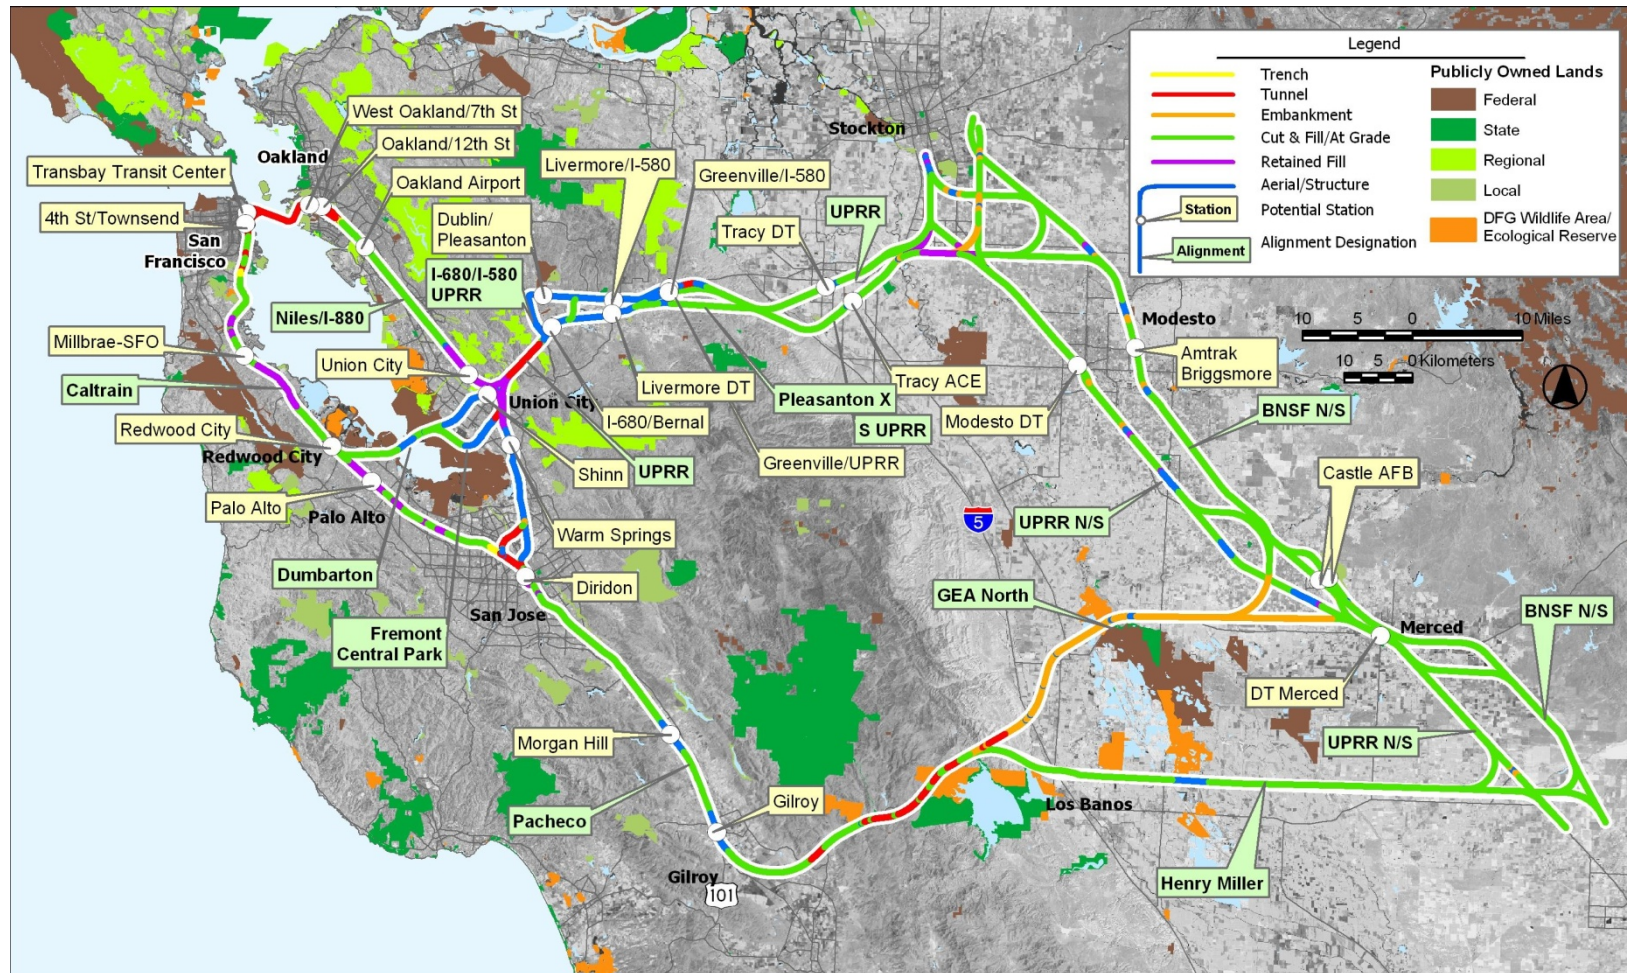 Legend
Trench
Tunnel
Embankment
Cut & Fill/At Grade
Retained Fill
Aerial/Structure
Station
Potential Station
Alignment
Alignment Designation
Publicly Owned Lands
Federal
State
Regional
Local
DFG Wildlife Area/
Ecological Reserve
10 5 0 10 Miles
10 5 0 Kilometers
West Oakland/7th St
Oakland
Oakland/12th St
Transbay Transit Center
Oakland Airport
4th St/Townsend
San
Francisco
Dublin/
Pleasanton
Livermore/I-580
Greenville/I-580
Stockton
UPRR
Tracy DT
I-680/I-580
UPRR
Niles/I-880
Millbrae-SFO
Union City
Caltrain
Union City
Livermore DT
Pleasanton X
Tracy ACE
Modesto
Amtrak
Briggsmore
Redwood City
Redwood City
I-680/Bernal
S UPRR
Modesto DT
BNSF N/S
Shinn
UPRR
Greenville/UPRR
Palo Alto
Palo Alto
Castle AFB
5
UPRR N/S
Warm Springs
Dumbarton
Diridon
San Jose
GEA North
BNSF N/S
Fremont
Central Park
Merced
DT Merced
Morgan Hill
UPRR N/S
Pacheco
Gilroy
Los Banos
Gilroy
101
Henry Miller